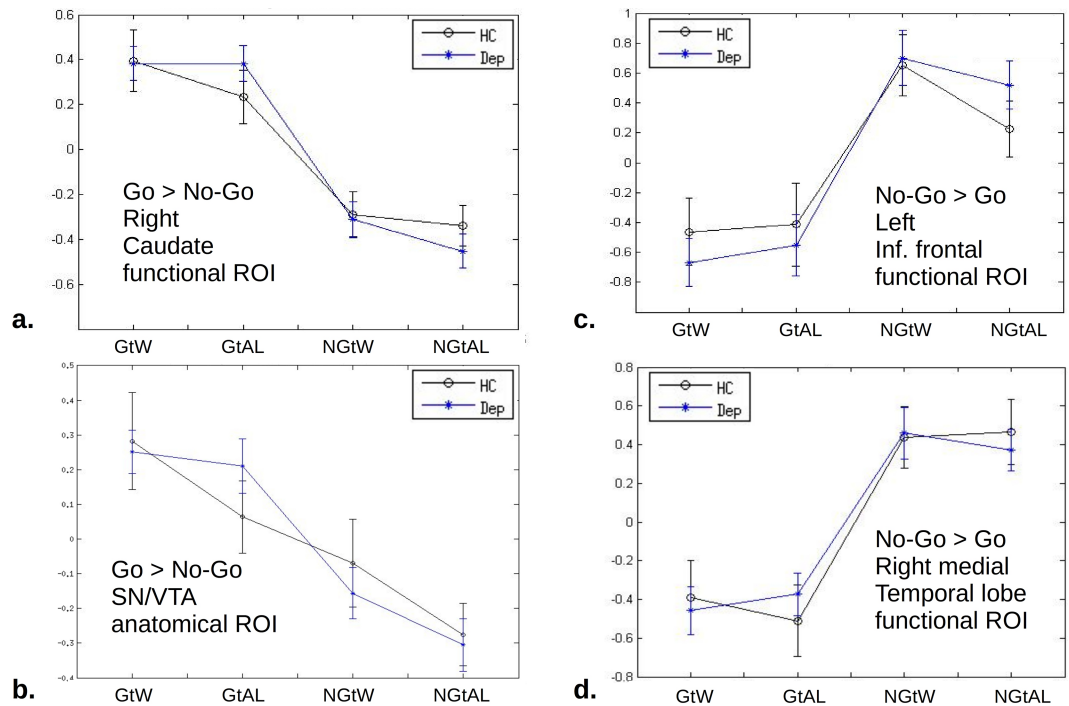 0.6
0.4
0.2
0
-0.2
-0.4
-0.6
HC
Dep
Go > No-Go
Right
Caudate
functional ROI
a.
GtW GtAL NGtW NGtAL
0.5
0.4
0.3
0.2
0.1
0
-0.1
-0.2
-0.3
-0.4
HC
Dep
Go > No-Go
SN/VTA
anatomical ROI
b.
GtW GtAL NGtW NGtAL
1
0.8
0.6
0.4
0.2
0
-0.2
-0.4
-0.6
-0.8
HC
Dep
No-Go > Go
Left
Inf. frontal
functional ROI
c.
GtW GtAL NGtW NGtAL
0.8
0.6
0.4
0.2
0
-0.2
-0.4
-0.6
-0.8
HC
Dep
No-Go > Go
Right medial
Temporal lobe
functional ROI
d.
GtW GtAL NGtW NGtAL